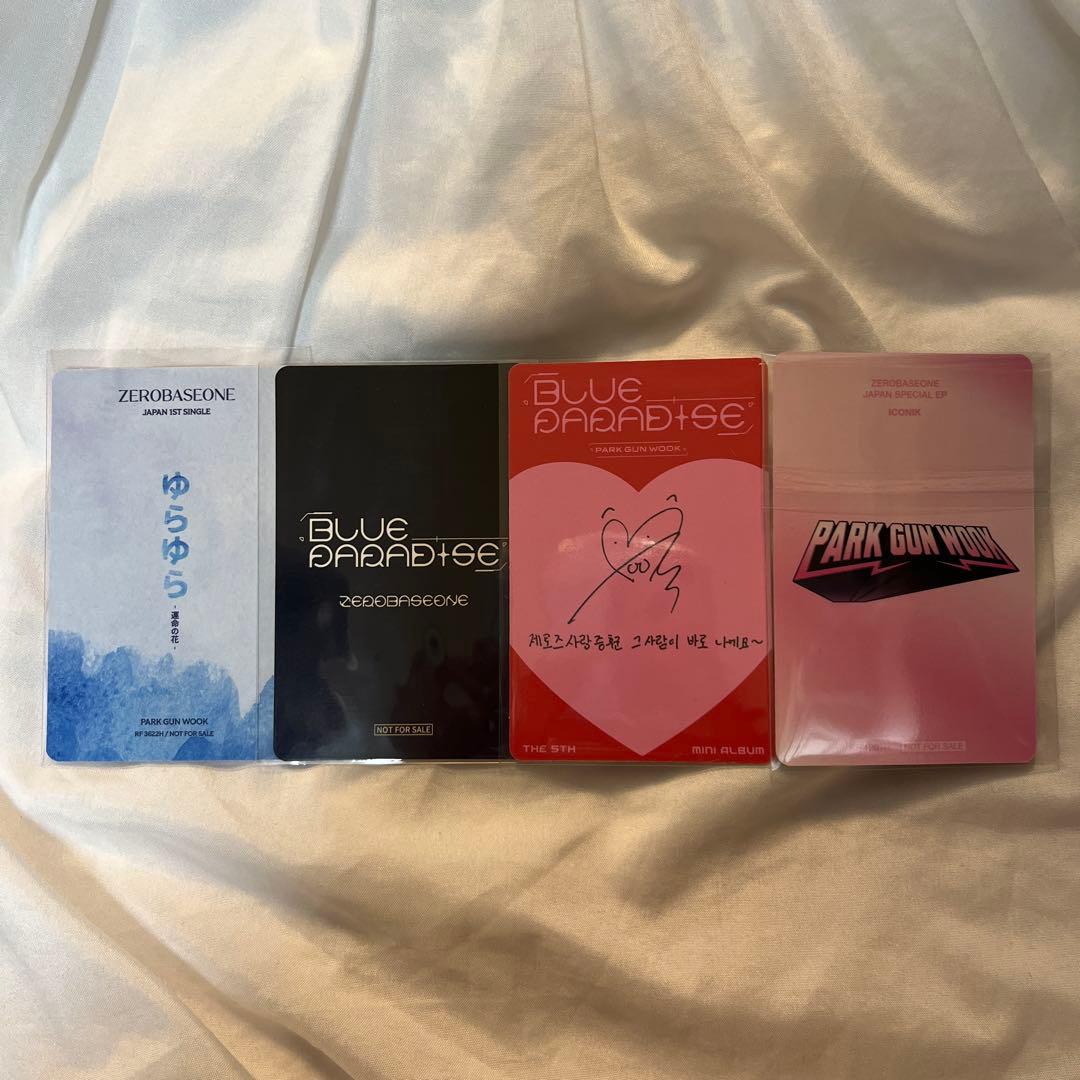 ZEROBASEONE
JAPAN 1ST SINGLE
ゆらゆら
-運命の花-
PARK GUN WOOK
RF 3622H / NOT FOR SALE
BLUE
PARADISE
ZEROBASEONE
NOT FOR SALE
BLUE
PARADISE
PARK GUN WOOK
제로즈사랑증후군 그 사람이 바로 나예요~
THE 5TH
MINI ALBUM
ZEROBASEONE
JAPAN SPECIAL EP
ICONIK
PARK GUN WOOK
NOT FOR SALE